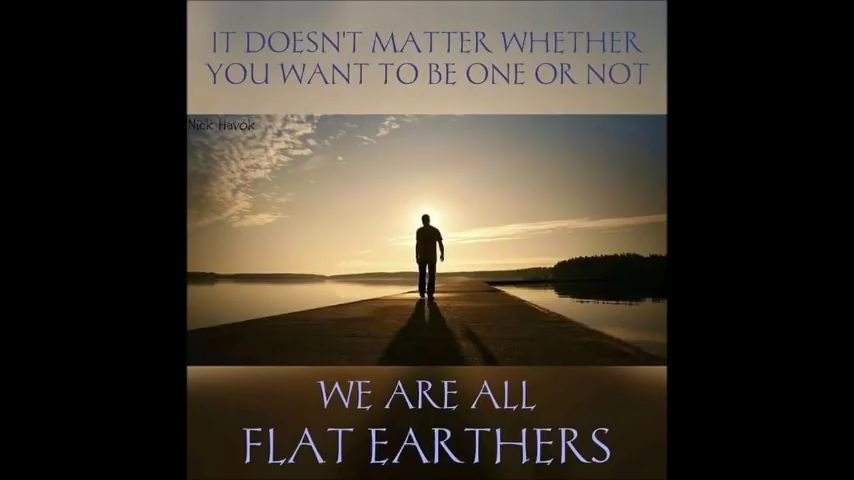 IT DOESN'T MATTER WHETHER
YOU WANT TO BE ONE OR NOT
Nick Havok
WE ARE ALL
FLAT EARTHERS